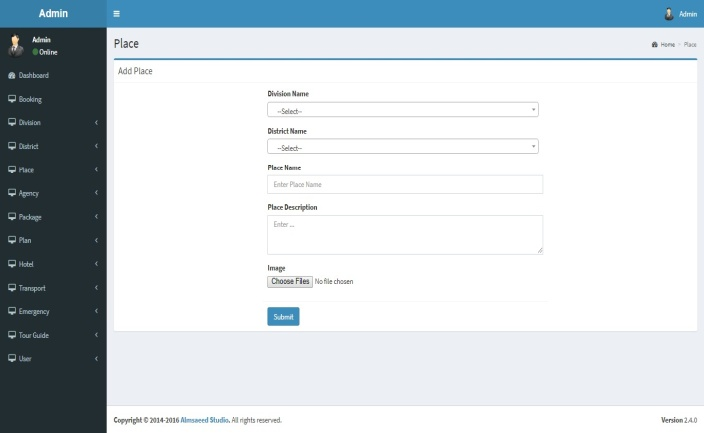 Admin
Admin
Admin
Online
Place
Home > Place
Dashboard
Booking
Division
District
Place
Agency
Package
Plan
Hotel
Transport
Emergency
Tour Guide
User
Add Place
Division Name
--Select--
District Name
--Select--
Place Name
Enter Place Name
Place Description
Enter ...
Image
Choose Files No file chosen
Submit
Copyright © 2014-2016 Almsaeed Studio. All rights reserved.
Version 2.4.0